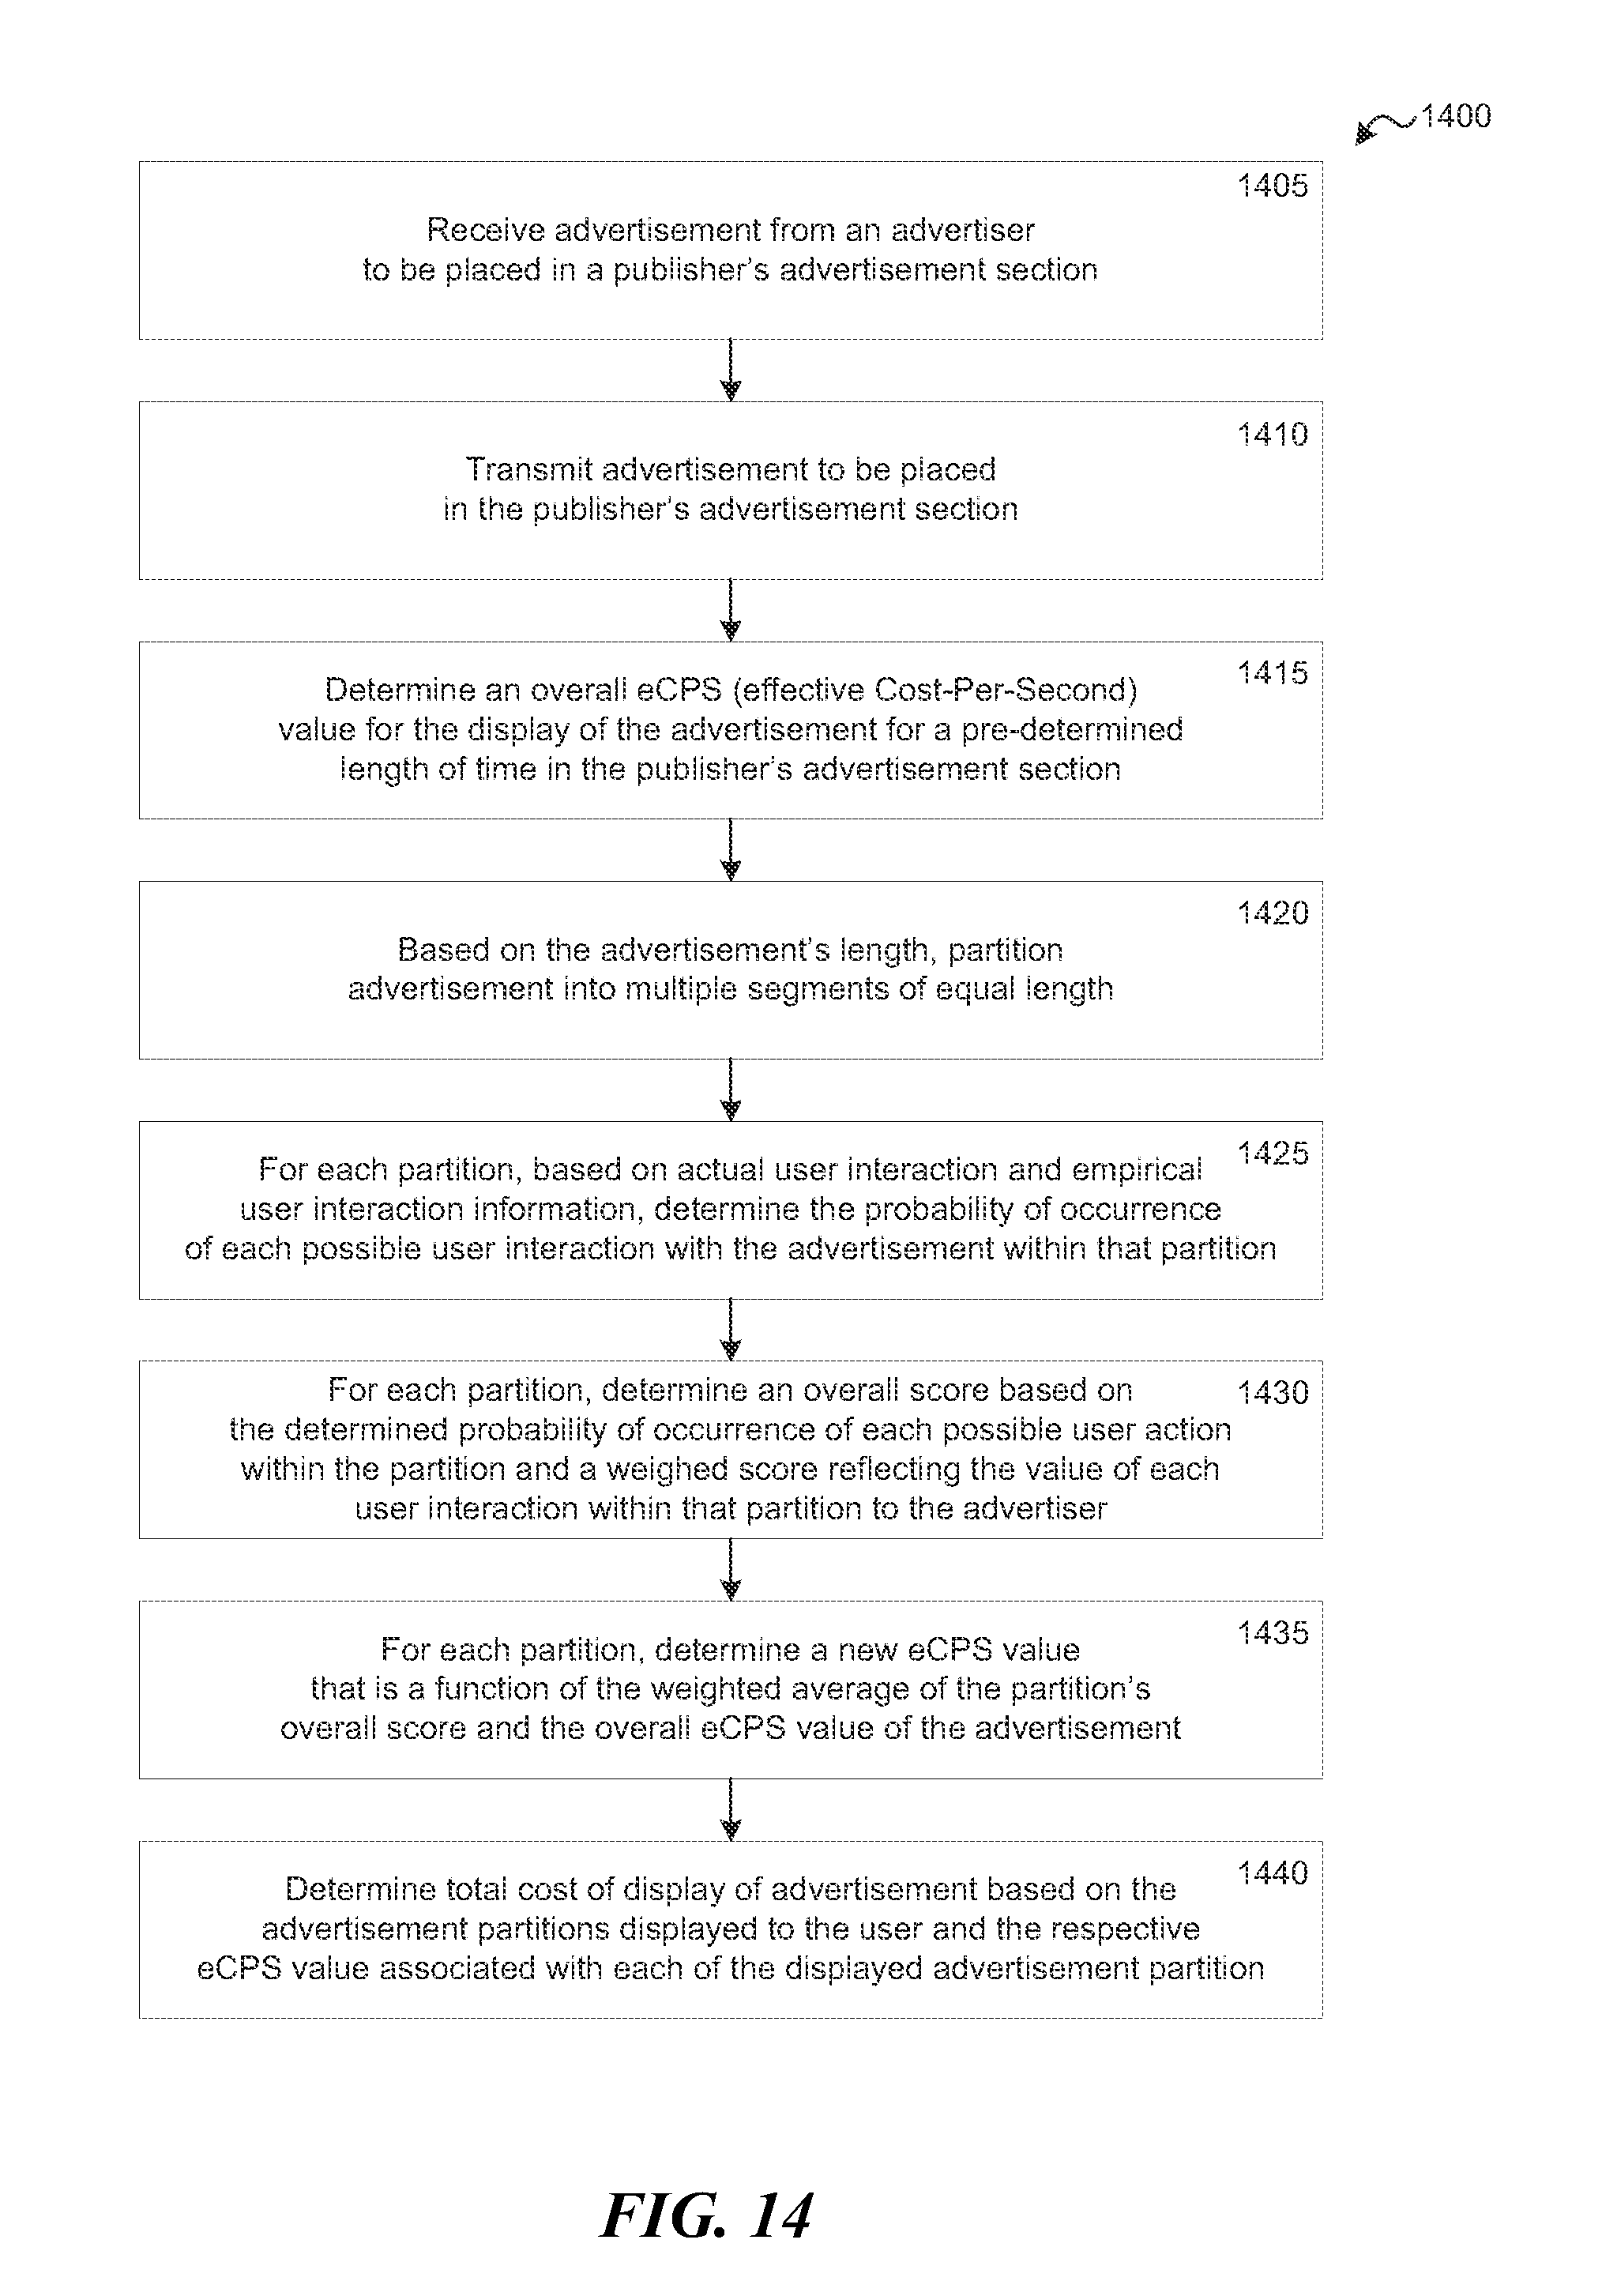 1400
1405
Receive advertisement from an advertiser
to be placed in a publisher's advertisement section
1410
Transmit advertisement to be placed
in the publisher's advertisement section
1415
Determine an overall eCPS (effective Cost-Per-Second)
value for the display of the advertisement for a pre-determined
length of time in the publisher's advertisement section
1420
Based on the advertisement's length, partition
advertisement into multiple segments of equal length
1425
For each partition, based on actual user interaction and empirical
user interaction information, determine the probability of occurrence
of each possible user interaction with the advertisement within that partition
1430
For each partition, determine an overall score based on
the determined probability of occurrence of each possible user action
within the partition and a weighed score reflecting the value of each
user interaction within that partition to the advertiser
1435
For each partition, determine a new eCPS value
that is a function of the weighted average of the partition's
overall score and the overall eCPS value of the advertisement
1440
Determine total cost of display of advertisement based on the
advertisement partitions displayed to the user and the respective
eCPS value associated with each of the displayed advertisement partition
FIG. 14